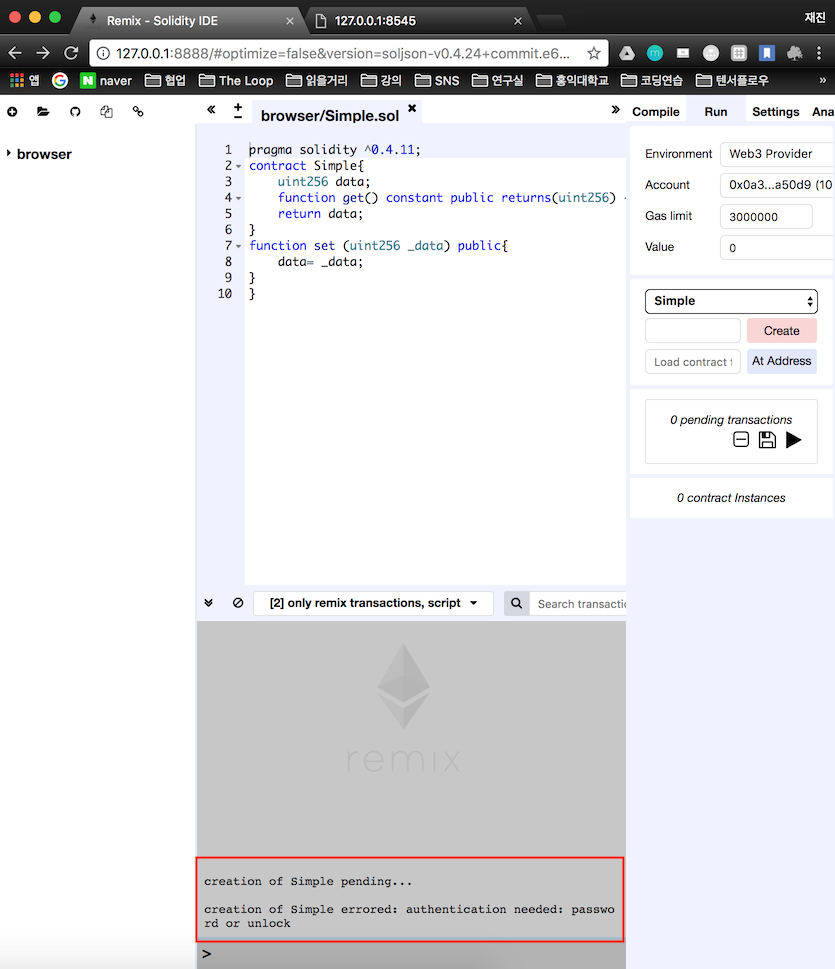 Remix - Solidity IDE
127.0.0.1:8545
재진
127.0.0.1:8888/#optimize=false&version=soljson-v0.4.24+commit.e6...
앱
naver
협업
The Loop
읽을거리
강의
SNS
연구실
홍익대학교
코딩연습
텐서플로우
»
browser
browser/Simple.sol
Compile
Run
Settings
Ana
1 pragma solidity ^0.4.11;
2 contract Simple{
3 uint256 data;
4 function get() constant public returns(uint256)
5 return data;
6 }
7 function set (uint256 _data) public{
8 data= _data;
9 }
10 }
Environment
Web3 Provider
Account
0x0a3...a50d9 (10
Gas limit
3000000
Value
0
Simple
Create
Load contract f
At Address
0 pending transactions
0 contract Instances
[2] only remix transactions, script
Search transactio
remix
creation of Simple pending...
creation of Simple errored: authentication needed: passwo
rd or unlock
>